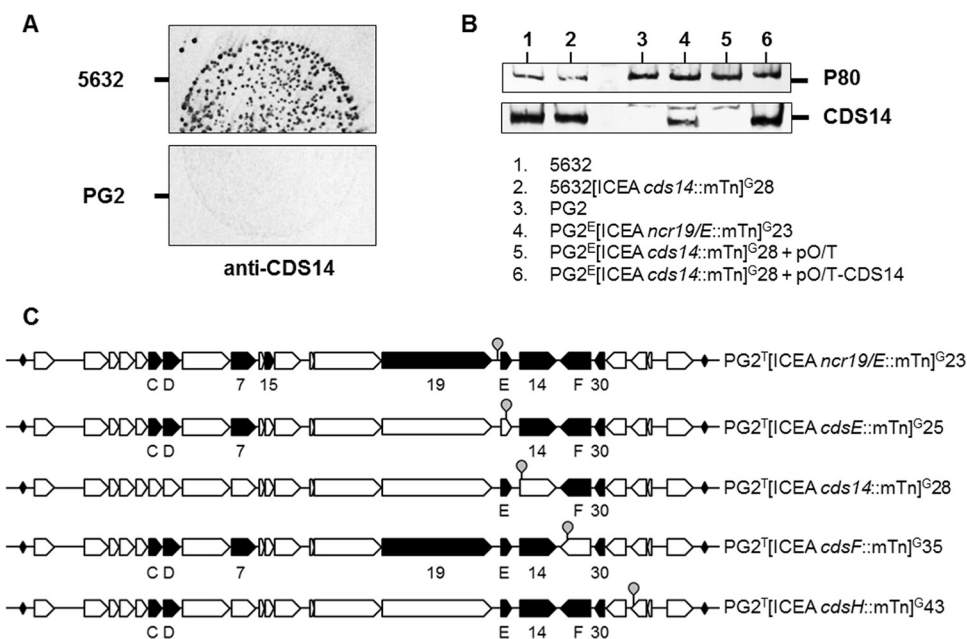 A
5632
PG2
anti-CDS14
B
1 2 3 4 5 6
P80
CDS14
1. 5632
2. 5632[ICEA cds14::mTn]ᴳ28
3. PG2
4. PG2ᴱ[ICEA ncr19/E::mTn]ᴳ23
5. PG2ᴱ[ICEA cds14::mTn]ᴳ28 + pO/T
6. PG2ᴱ[ICEA cds14::mTn]ᴳ28 + pO/T-CDS14
C
PG2ᵀ[ICEA ncr19/E::mTn]ᴳ23
C D 7 15 19 E 14 F 30
PG2ᵀ[ICEA cdsE::mTn]ᴳ25
C D 7 14 F 30
PG2ᵀ[ICEA cds14::mTn]ᴳ28
E F 30
PG2ᵀ[ICEA cdsF::mTn]ᴳ35
C D 7 19 E 14 30
PG2ᵀ[ICEA cdsH::mTn]ᴳ43
C D E 14 F 30